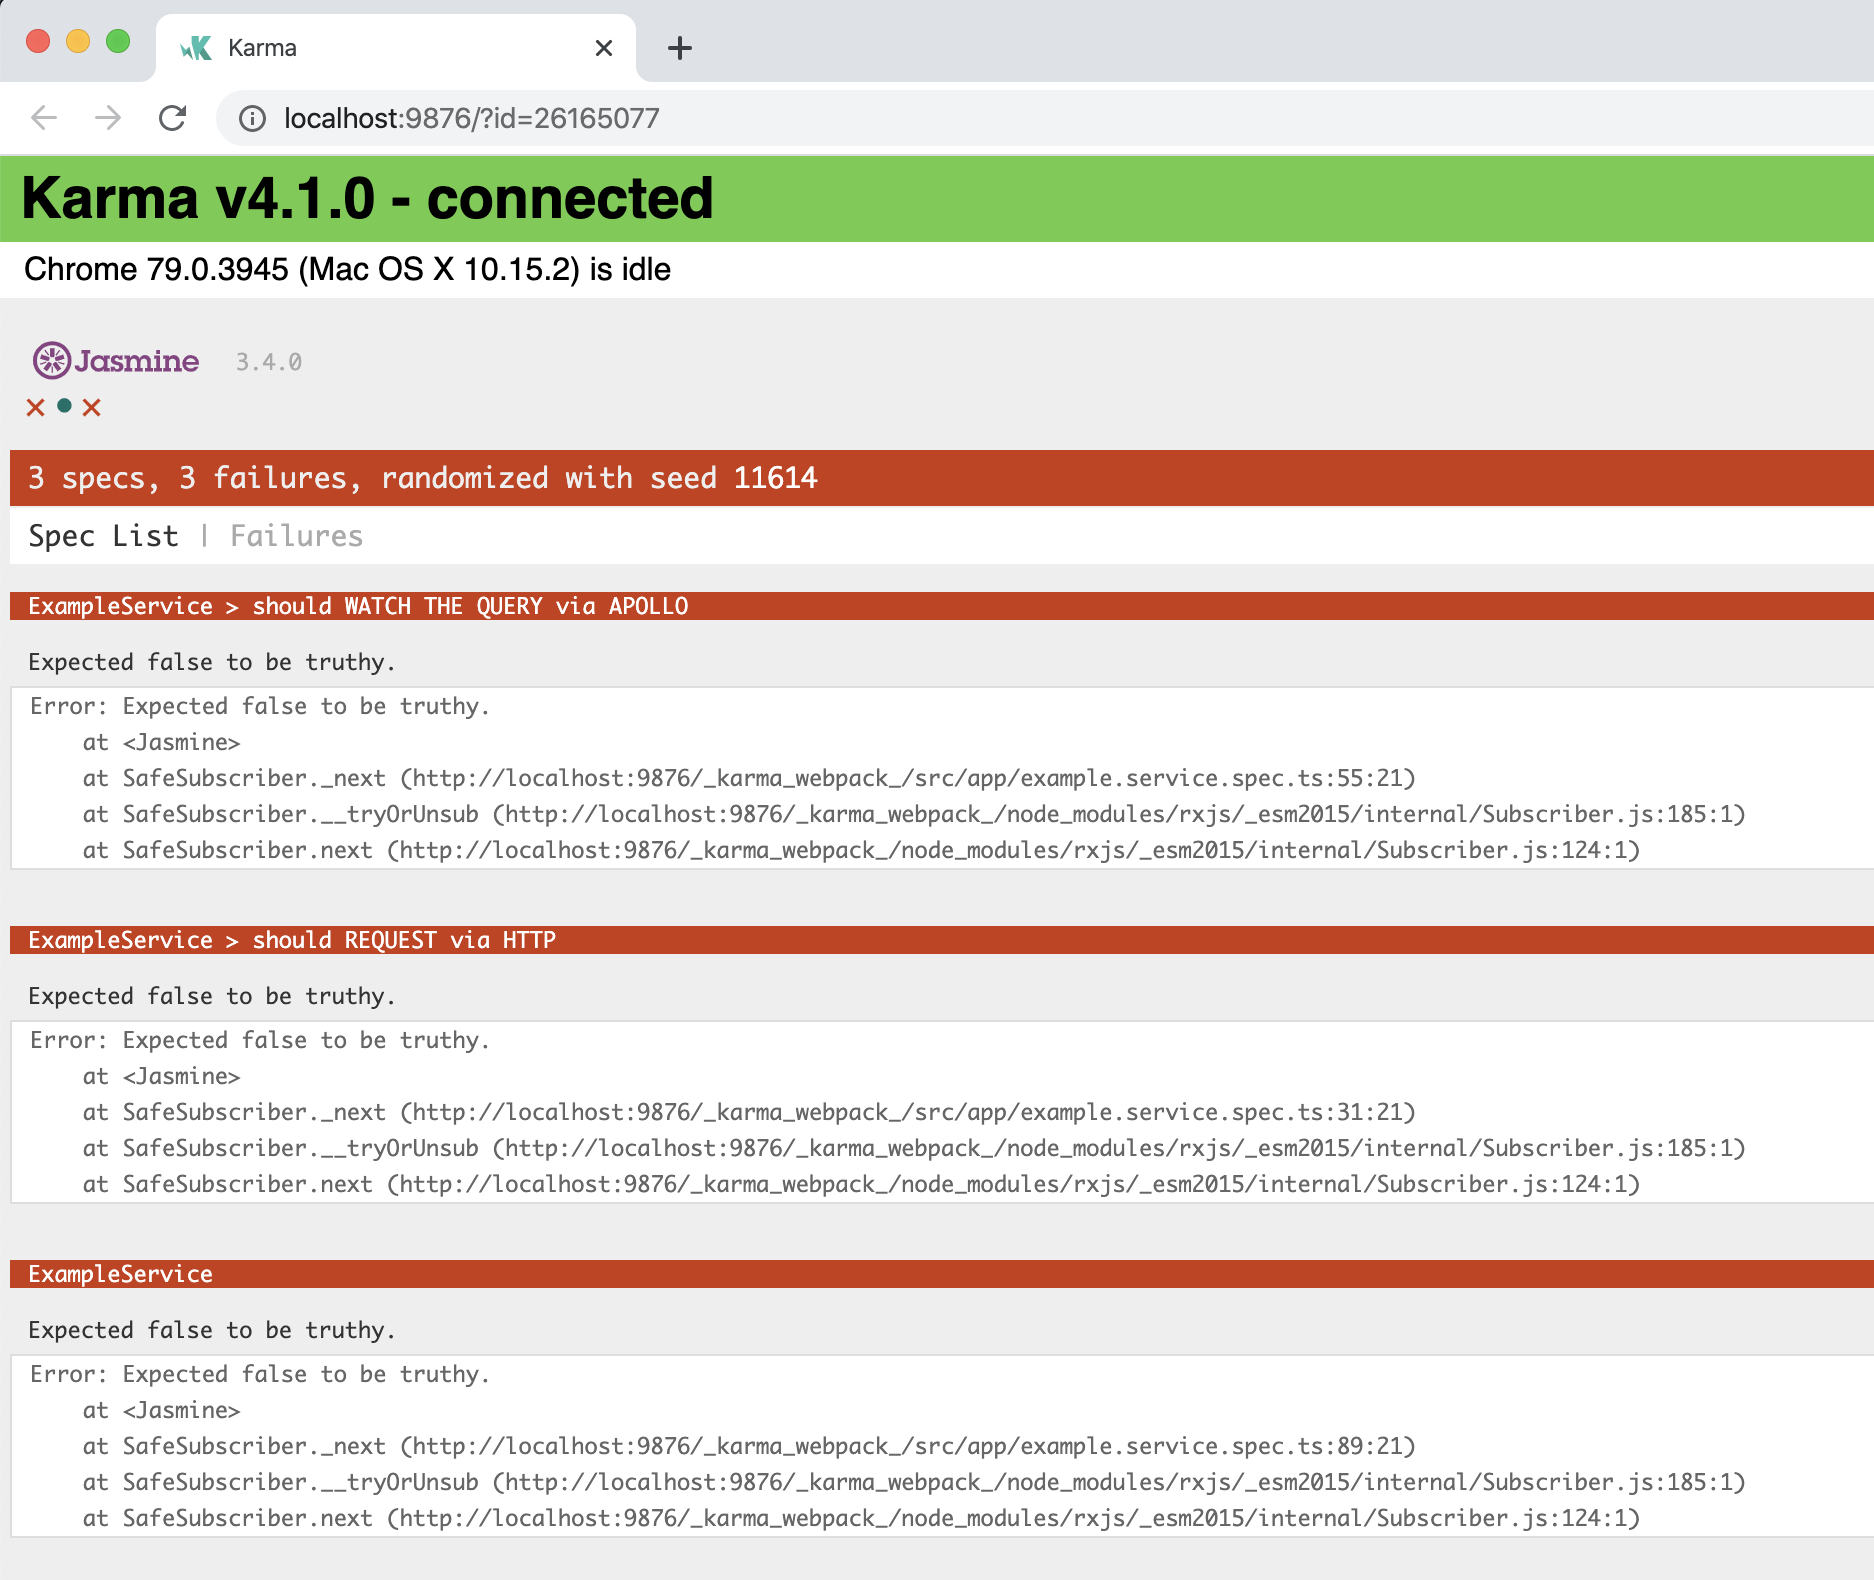 Karma
localhost:9876/?id=26165077
Karma v4.1.0 - connected
Chrome 79.0.3945 (Mac OS X 10.15.2) is idle
Jasmine 3.4.0
3 specs, 3 failures, randomized with seed 11614
Spec List | Failures
ExampleService > should WATCH THE QUERY via APOLLO
Expected false to be truthy.
Error: Expected false to be truthy.
    at <Jasmine>
    at SafeSubscriber._next (http://localhost:9876/_karma_webpack_/src/app/example.service.spec.ts:55:21)
    at SafeSubscriber.__tryOrUnsub (http://localhost:9876/_karma_webpack_/node_modules/rxjs/_esm2015/internal/Subscriber.js:185:1)
    at SafeSubscriber.next (http://localhost:9876/_karma_webpack_/node_modules/rxjs/_esm2015/internal/Subscriber.js:124:1)
ExampleService > should REQUEST via HTTP
Expected false to be truthy.
Error: Expected false to be truthy.
    at <Jasmine>
    at SafeSubscriber._next (http://localhost:9876/_karma_webpack_/src/app/example.service.spec.ts:31:21)
    at SafeSubscriber.__tryOrUnsub (http://localhost:9876/_karma_webpack_/node_modules/rxjs/_esm2015/internal/Subscriber.js:185:1)
    at SafeSubscriber.next (http://localhost:9876/_karma_webpack_/node_modules/rxjs/_esm2015/internal/Subscriber.js:124:1)
ExampleService
Expected false to be truthy.
Error: Expected false to be truthy.
    at <Jasmine>
    at SafeSubscriber._next (http://localhost:9876/_karma_webpack_/src/app/example.service.spec.ts:89:21)
    at SafeSubscriber.__tryOrUnsub (http://localhost:9876/_karma_webpack_/node_modules/rxjs/_esm2015/internal/Subscriber.js:185:1)
    at SafeSubscriber.next (http://localhost:9876/_karma_webpack_/node_modules/rxjs/_esm2015/internal/Subscriber.js:124:1)